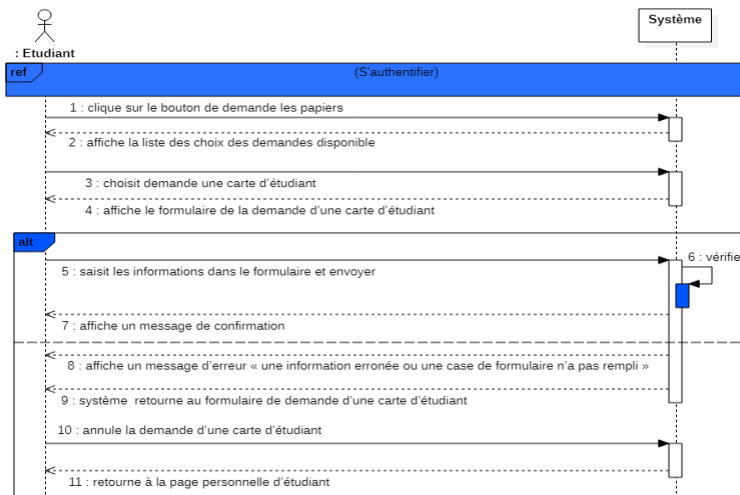 Système
: Etudiant
ref
(S'authentifier)
1 : clique sur le bouton de demande les papiers
2 : affiche la liste des choix des demandes disponible
3 : choisit demande une carte d'étudiant
4 : affiche le formulaire de la demande d'une carte d'étudiant
alt
6 : vérifie
5 : saisit les informations dans le formulaire et envoyer
7 : affiche un message de confirmation
8 : affiche un message d'erreur « une information erronée ou une case de formulaire n'a pas rempli »
9 : système retourne au formulaire de demande d'une carte d'étudiant
10 : annule la demande d'une carte d'étudiant
11 : retourne à la page personnelle d'étudiant